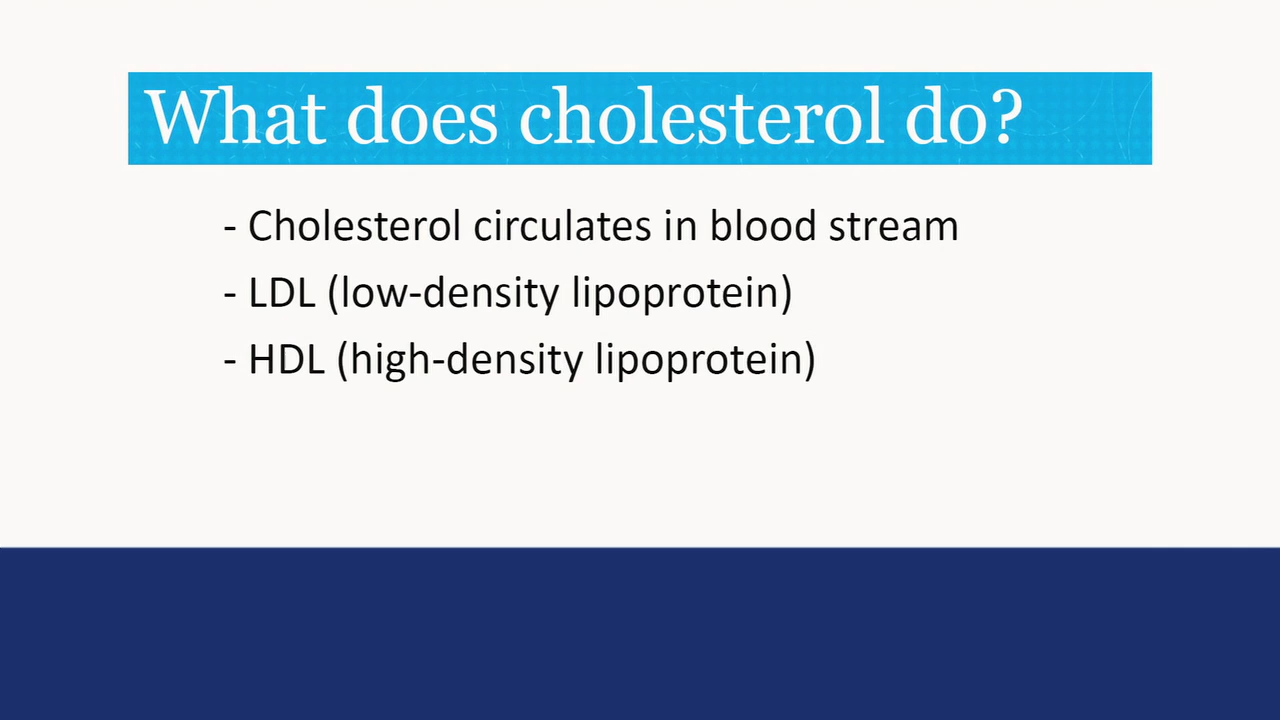 What does cholesterol do?
- Cholesterol circulates in blood stream
- LDL (low-density lipoprotein)
- HDL (high-density lipoprotein)